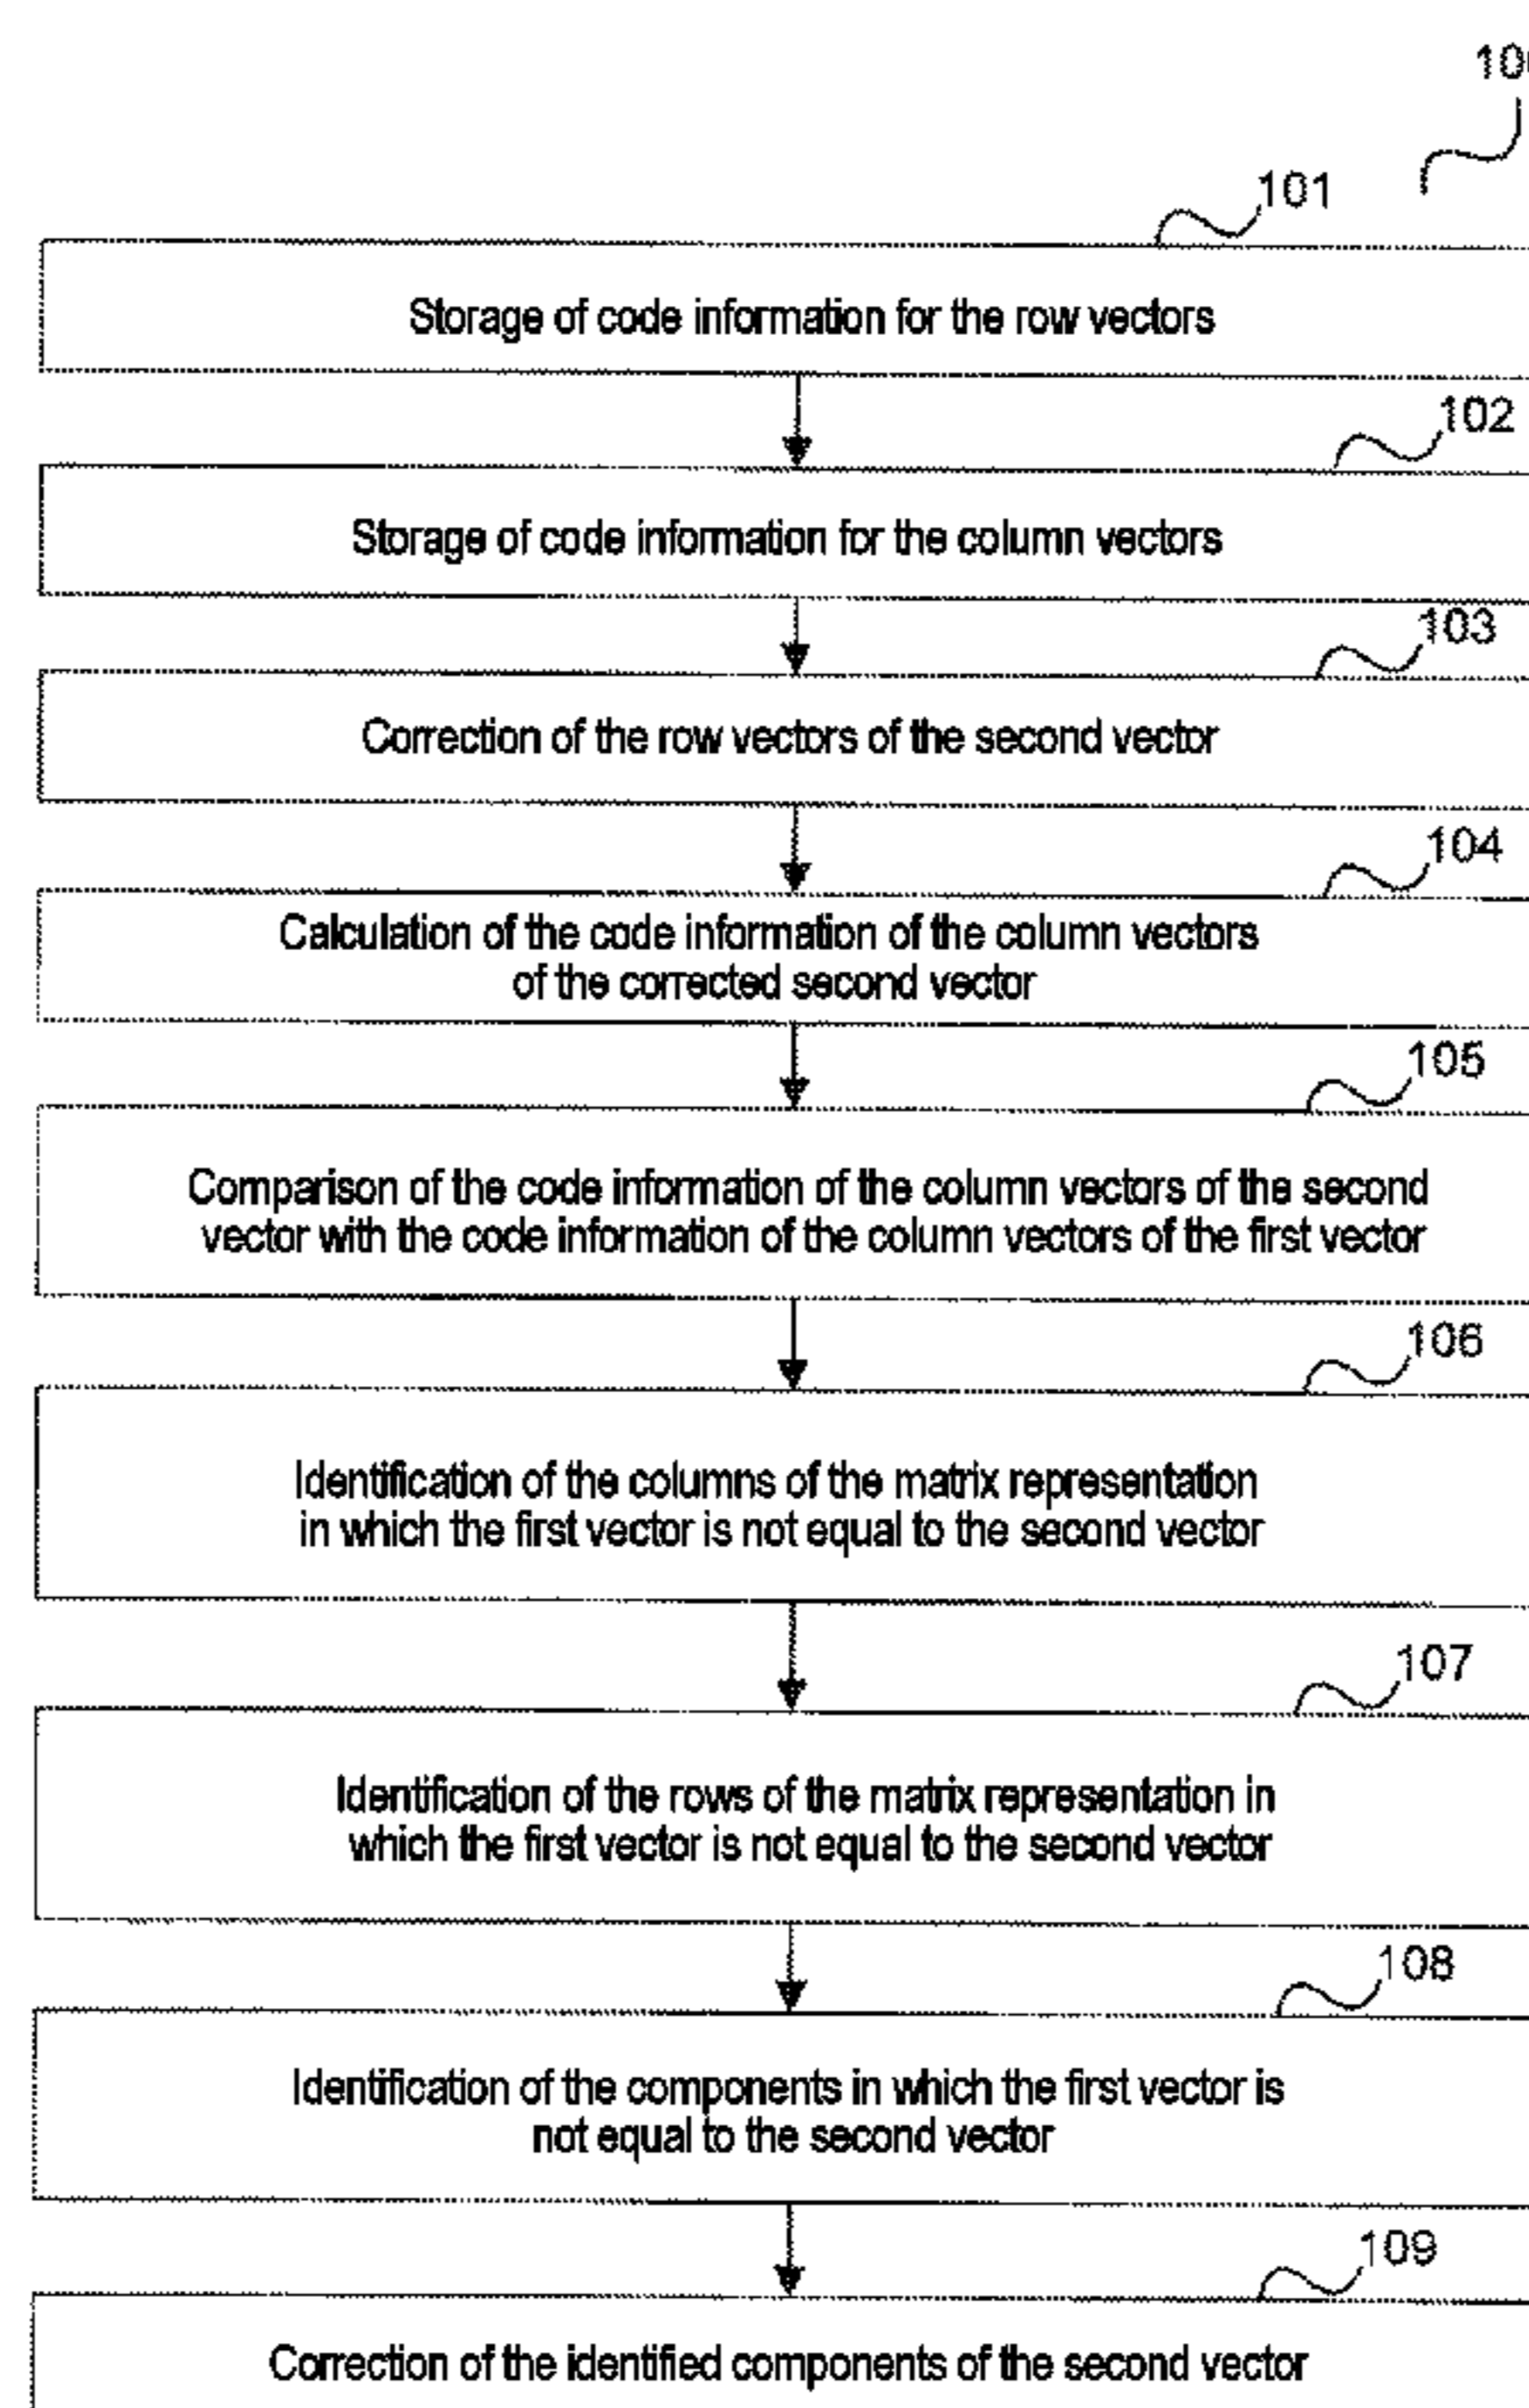 101
Storage of code information for the row vectors
102
Storage of code information for the column vectors
103
Correction of the row vectors of the second vector
104
Calculation of the code information of the column vectors
of the corrected second vector
105
Comparison of the code information of the column vectors of the second
vector with the code information of the column vectors of the first vector
106
Identification of the columns of the matrix representation
in which the first vector is not equal to the second vector
107
Identification of the rows of the matrix representation in
which the first vector is not equal to the second vector
108
Identification of the components in which the first vector is
not equal to the second vector
109
Correction of the identified components of the second vector